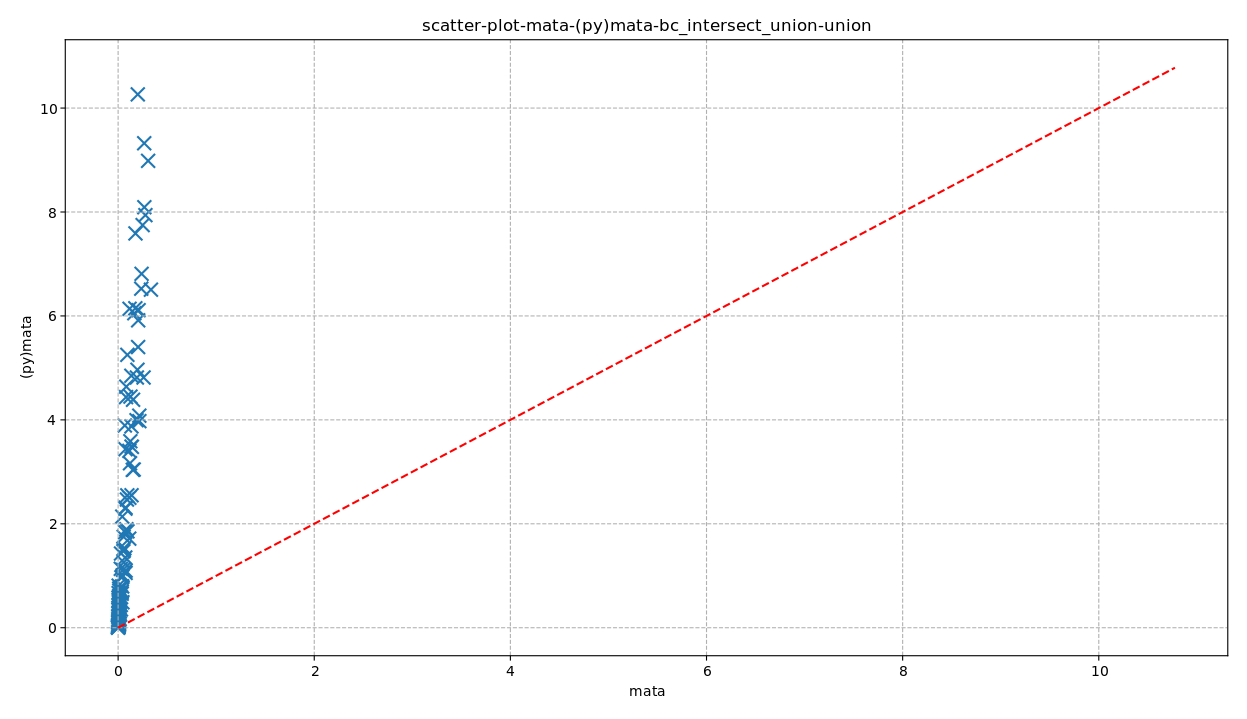 scatter-plot-mata-(py)mata-bc_intersect_union-union
10
8
6
4
2
0
(py)mata
0 2 4 6 8 10
mata